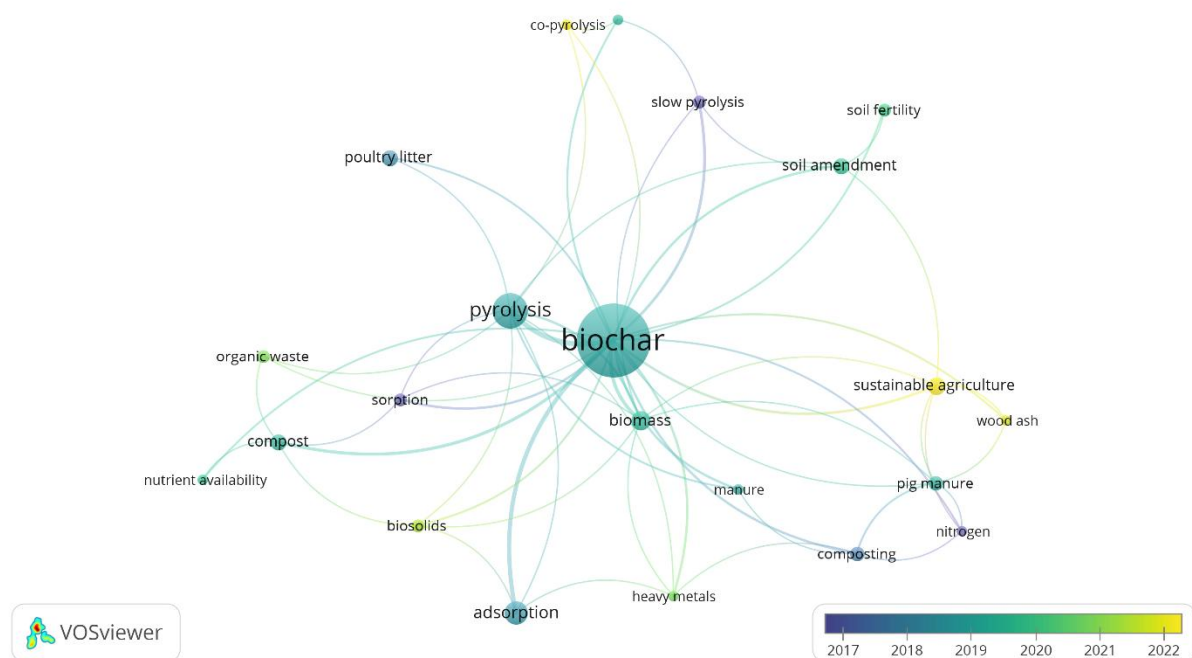 co-pyrolysis
slow pyrolysis
soil fertility
poultry litter
soil amendment
pyrolysis
biochar
organic waste
sustainable agriculture
sorption
biomass
wood ash
compost
nutrient availability
manure
pig manure
biosolids
nitrogen
composting
heavy metals
adsorption
VOSviewer
2017 2018 2019 2020 2021 2022